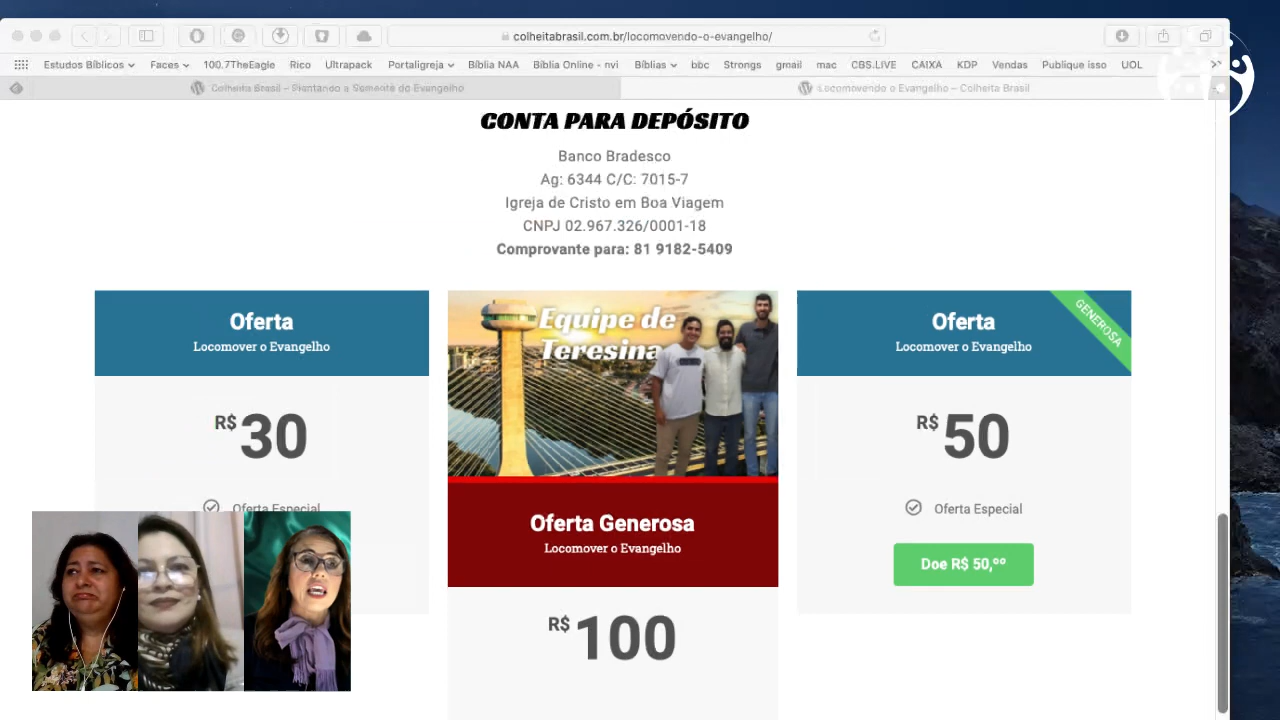 colheitabrasil.com.br/locomovendo-o-evangelho/
Estudos Bíblicos Faces 100.7TheEagle Rico Ultrapack Portaligreja Bíblia NAA Bíblia Online - nvi Bíblias bbc Strongs gmail mac CBS.LIVE CAIXA KDP Vendas Publique isso UOL
Colheita Brasil – Plantando a Semente do Evangelho
Locomovendo o Evangelho – Colheita Brasil
CONTA PARA DEPÓSITO
Banco Bradesco
Ag: 6344 C/C: 7015-7
Igreja de Cristo em Boa Viagem
CNPJ 02.967.326/0001-18
Comprovante para: 81 9182-5409
Oferta
Locomover o Evangelho
R$ 30
Oferta Especial
Equipe de
Teresina
Oferta Generosa
Locomover o Evangelho
R$ 100
GENEROSA
Oferta
Locomover o Evangelho
R$ 50
Oferta Especial
Doe R$ 50,ºº